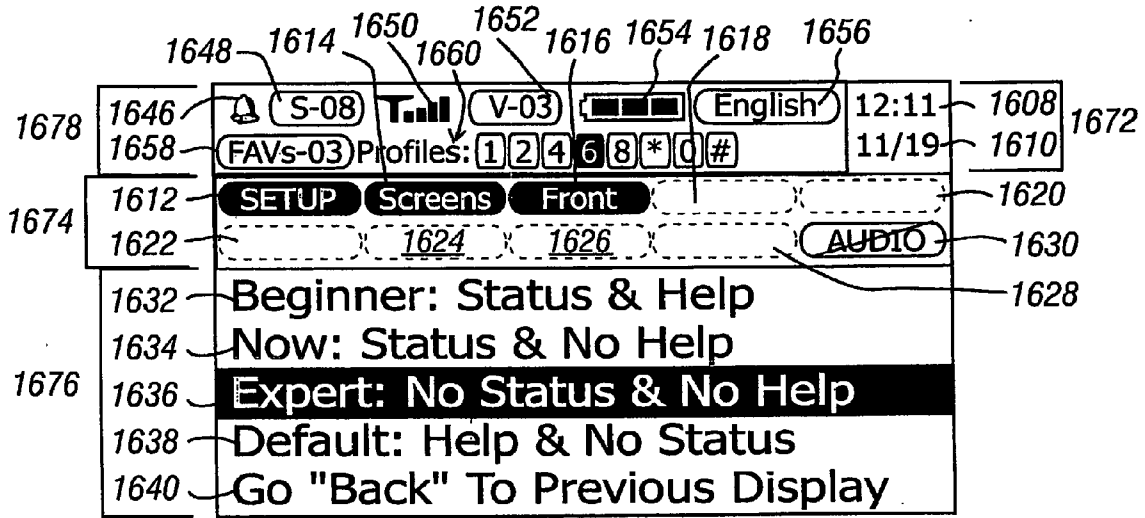 1652
1650
1648 1614 1660 1616 1654 1618 1656
1678 1646 S-08 V-03 English 12:11 1608 1672
1658 FAVs-03 Profiles: 1 2 4 6 8 * 0 # 11/19 1610
1674 1612 SETUP Screens Front 1620
1622 1624 1626 AUDIO 1630
1632 Beginner: Status & Help 1628
1634 Now: Status & No Help
1676 1636 Expert: No Status & No Help
1638 Default: Help & No Status
1640 Go "Back" To Previous Display